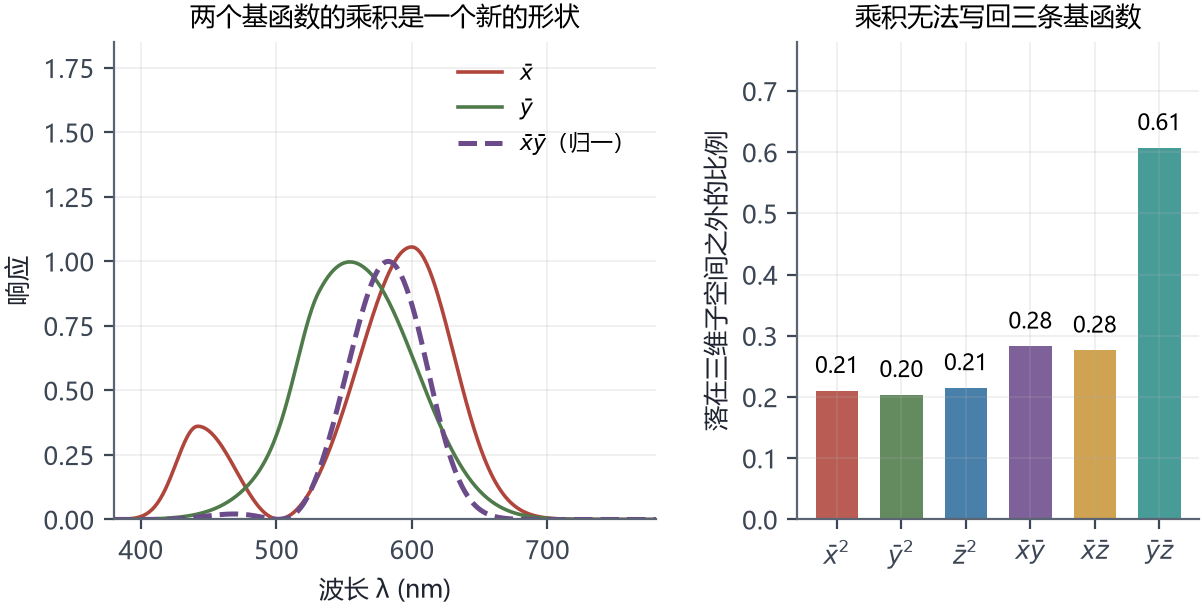 两个基函数的乘积是一个新的形状
x̄
ȳ
x̄ȳ（归一）
1.75
1.50
1.25
1.00
0.75
0.50
0.25
0.00
响应
400 500 600 700
波长 λ (nm)
乘积无法写回三条基函数
0.7
0.6
0.5
0.4
0.3
0.2
0.1
0.0
落在三维子空间之外的比例
0.21 0.20 0.21 0.28 0.28 0.61
x̄² ȳ² z̄² x̄ȳ x̄z̄ ȳz̄